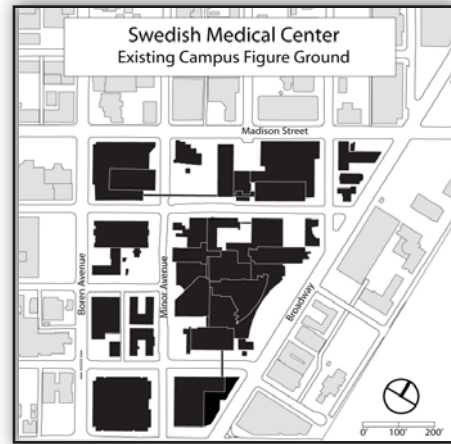 Swedish Medical Center
Existing Campus Figure Ground
Madison Street
Boren Avenue
Minor Avenue
Broadway
0' 100' 200'